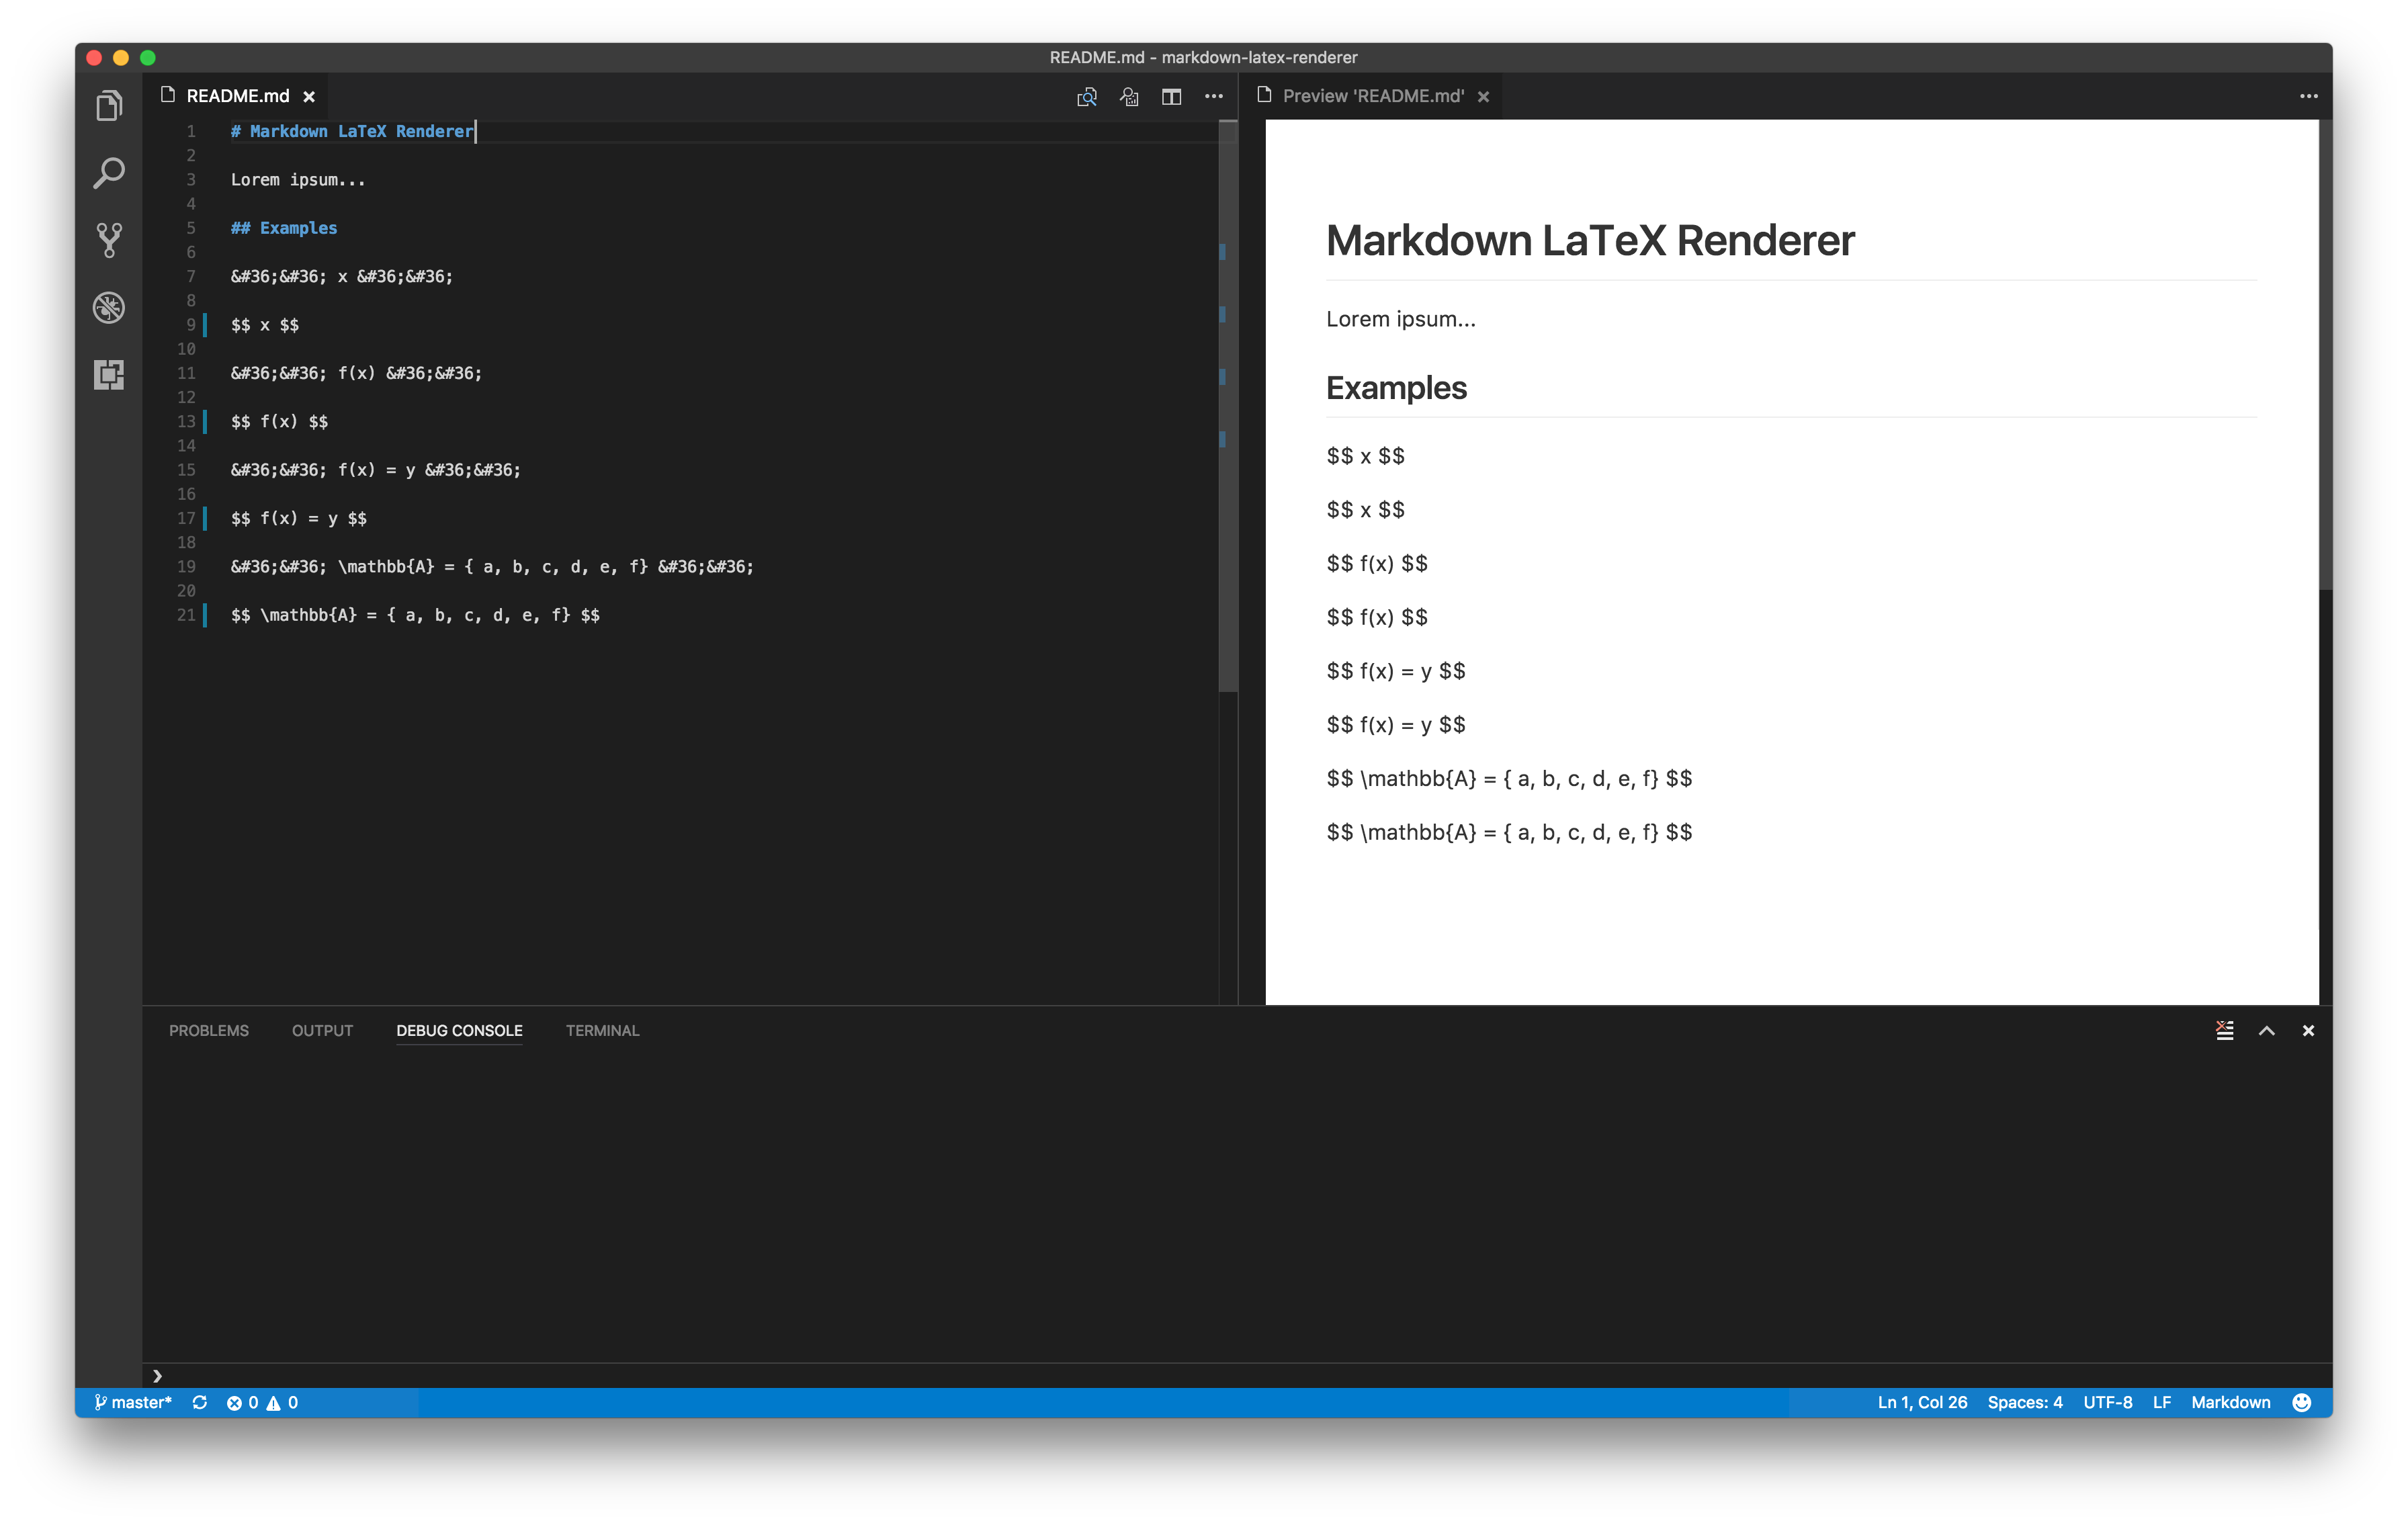 README.md - markdown-latex-renderer
README.md
Preview 'README.md'
1 # Markdown LaTeX Renderer
2
3 Lorem ipsum...
4
5 ## Examples
6
7 &#36;&#36; x &#36;&#36;
8
9 $$ x $$
10
11 &#36;&#36; f(x) &#36;&#36;
12
13 $$ f(x) $$
14
15 &#36;&#36; f(x) = y &#36;&#36;
16
17 $$ f(x) = y $$
18
19 &#36;&#36; \mathbb{A} = { a, b, c, d, e, f} &#36;&#36;
20
21 $$ \mathbb{A} = { a, b, c, d, e, f} $$
Markdown LaTeX Renderer
Lorem ipsum...
Examples
$$ x $$
$$ x $$
$$ f(x) $$
$$ f(x) $$
$$ f(x) = y $$
$$ f(x) = y $$
$$ \mathbb{A} = { a, b, c, d, e, f} $$
$$ \mathbb{A} = { a, b, c, d, e, f} $$
PROBLEMS OUTPUT DEBUG CONSOLE TERMINAL
master* 0 0 Ln 1, Col 26 Spaces: 4 UTF-8 LF Markdown